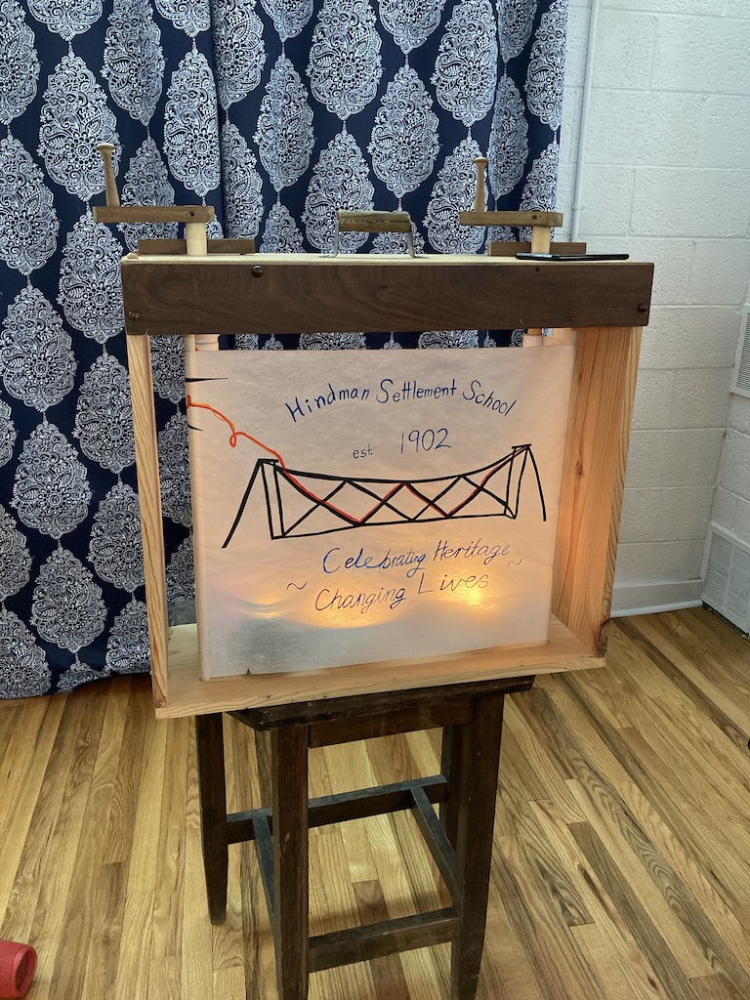 Hindman Settlement School
est. 1902
Celebrating Heritage
~ Changing Lives ~